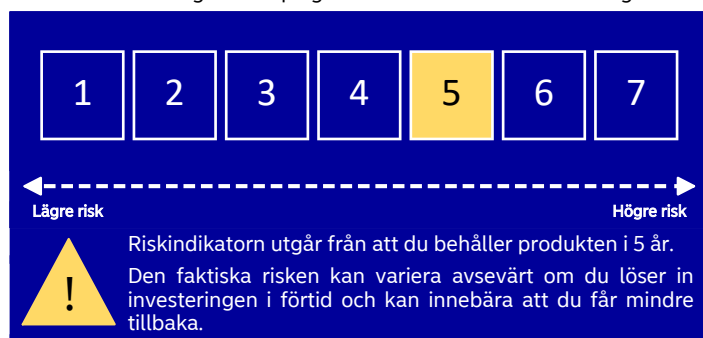 1 2 3 4 5 6 7
Lägre risk Högre risk
Riskindikatorn utgår från att du behåller produkten i 5 år.
! Den faktiska risken kan variera avsevärt om du löser in
investeringen i förtid och kan innebära att du får mindre
tillbaka.